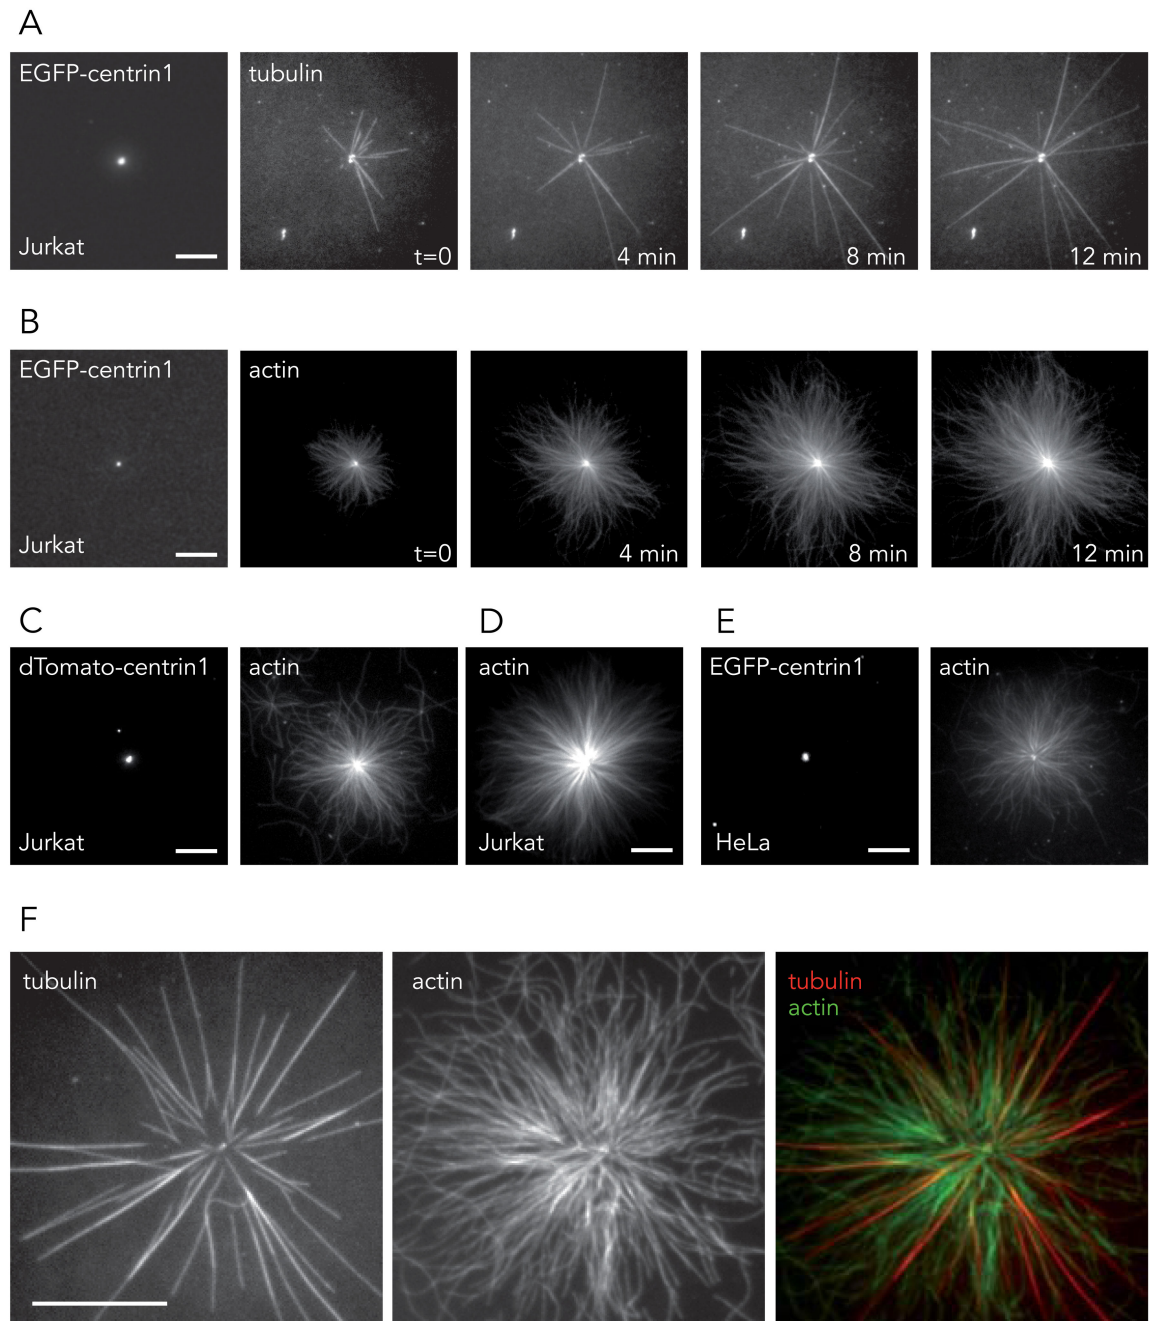 A
EGFP-centrin1
Jurkat
tubulin
t=0
4 min
8 min
12 min
B
EGFP-centrin1
Jurkat
actin
t=0
4 min
8 min
12 min
C
dTomato-centrin1
Jurkat
actin
D
actin
Jurkat
E
EGFP-centrin1
HeLa
actin
F
tubulin
actin
tubulin
actin